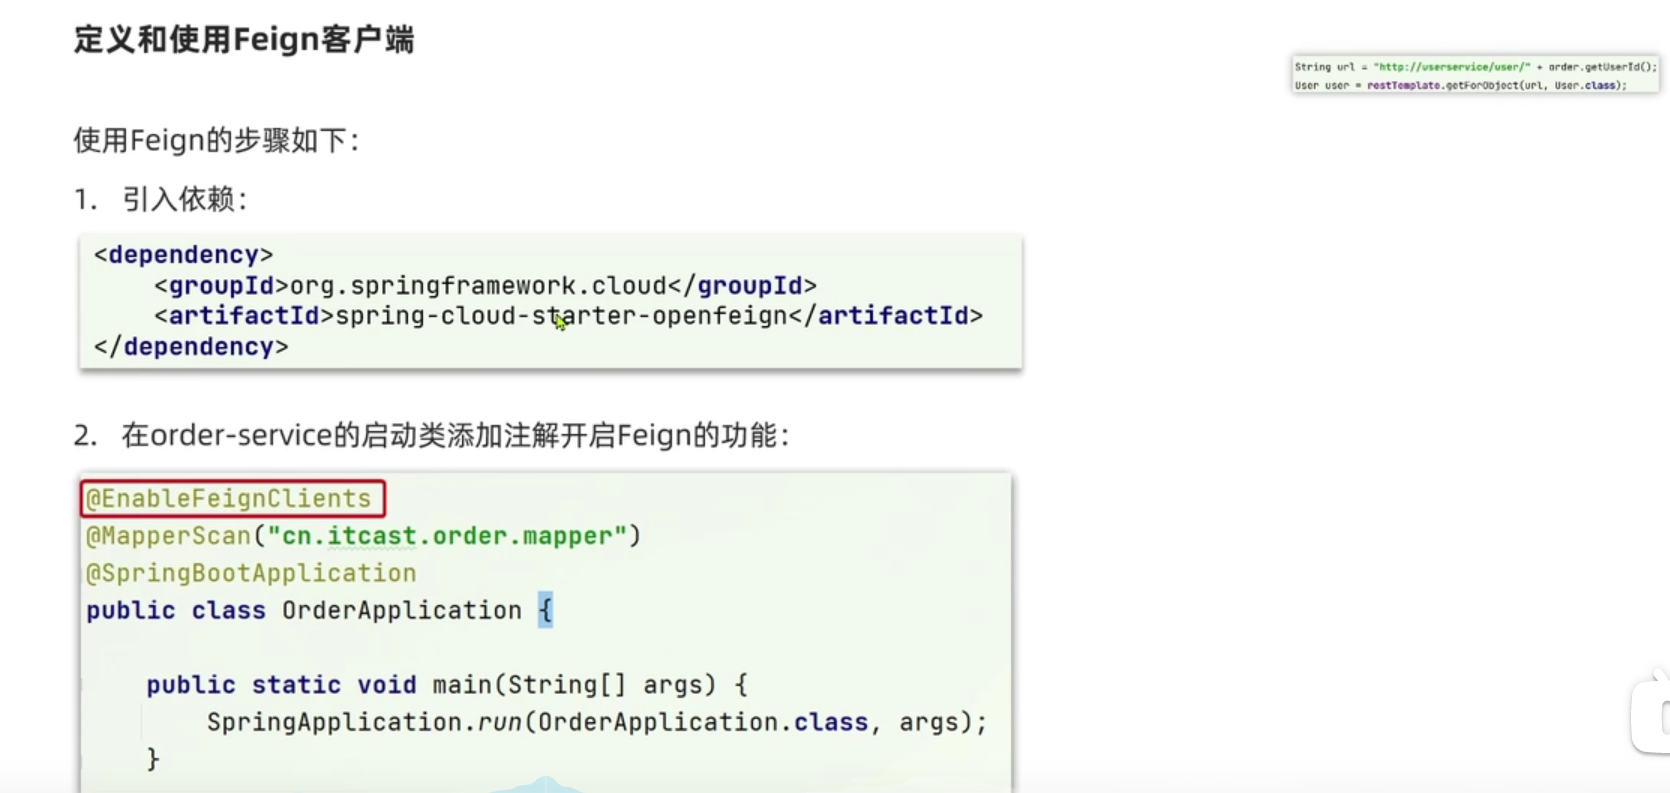 定义和使用Feign客户端
String url = "http://userservice/user/" + order.getUserId();
User user = restTemplate.getForObject(url, User.class);
使用Feign的步骤如下：
1. 引入依赖：
<dependency>
    <groupId>org.springframework.cloud</groupId>
    <artifactId>spring-cloud-starter-openfeign</artifactId>
</dependency>
2. 在order-service的启动类添加注解开启Feign的功能：
@EnableFeignClients
@MapperScan("cn.itcast.order.mapper")
@SpringBootApplication
public class OrderApplication {
    public static void main(String[] args) {
        SpringApplication.run(OrderApplication.class, args);
    }